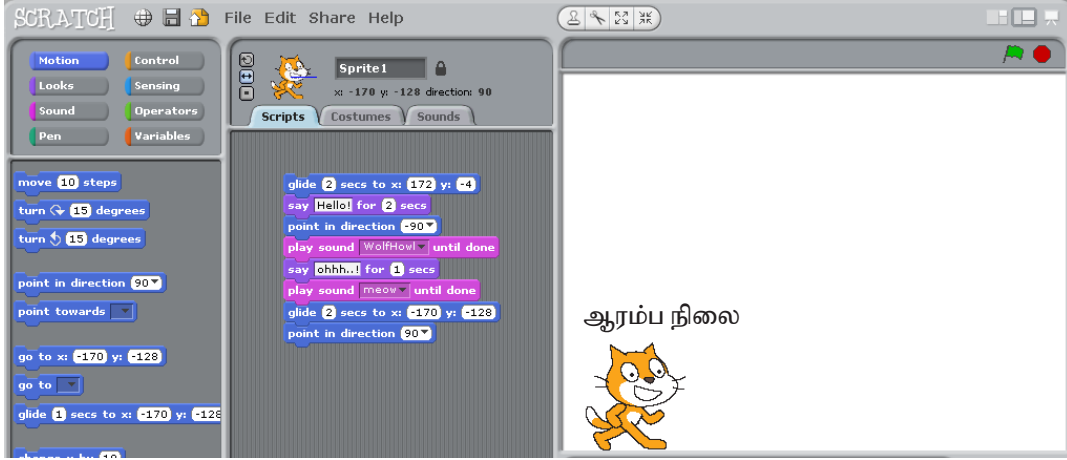 SCRATCH File Edit Share Help
Motion Control
Looks Sensing
Sound Operators
Pen Variables
move 10 steps
turn 15 degrees
turn 15 degrees
point in direction 90
point towards
go to x: -170 y: -128
go to
glide 1 secs to x: -170 y: -128
change x by 10
Sprite1
x: -170 y: -128 direction: 90
Scripts Costumes Sounds
glide 2 secs to x: 172 y: -4
say Hello! for 2 secs
point in direction -90
play sound WolfHowl until done
say ohhh..! for 1 secs
play sound meow until done
glide 2 secs to x: -170 y: -128
point in direction 90
ஆரம்ப நிலை